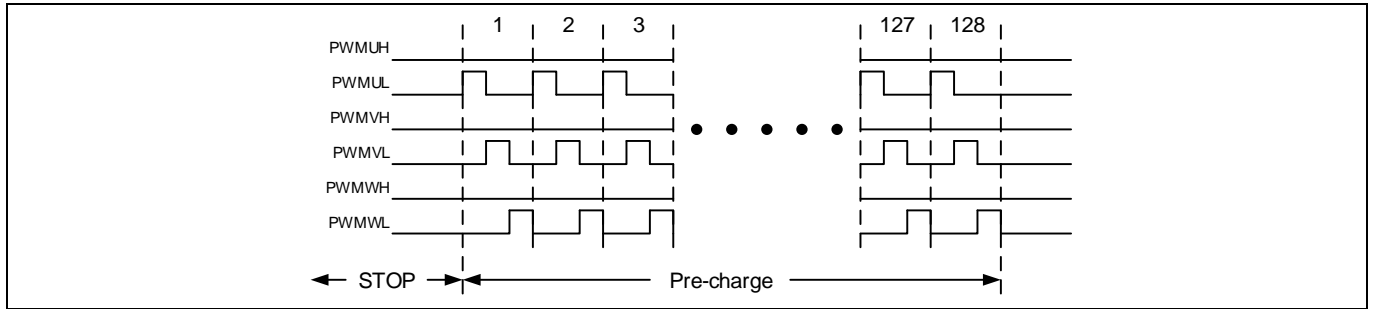 1 2 3 127 128
PWMUH
PWMUL
PWMVH
PWMVL
PWMWH
PWMWL
STOP Pre-charge